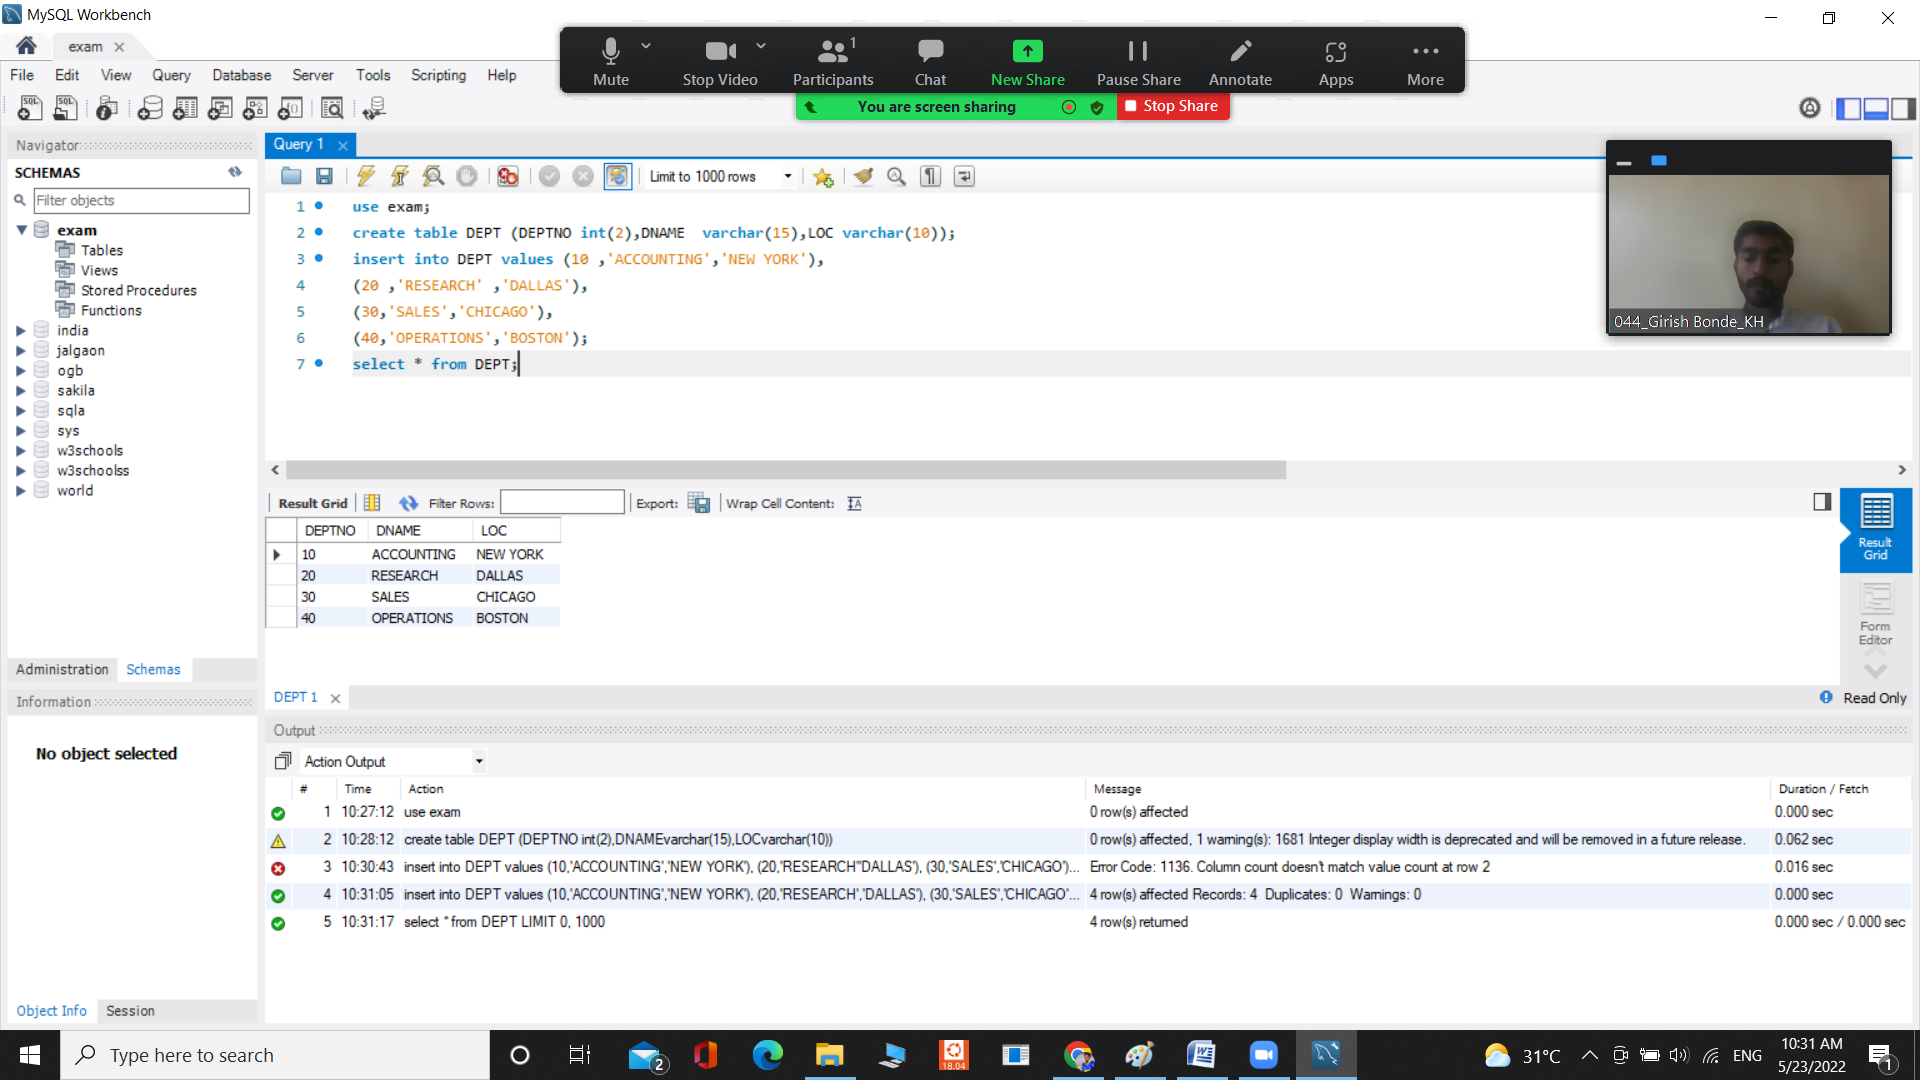 MySQL Workbench
exam
File Edit View Query Database Server Tools Scripting Help
Mute Stop Video Participants 1 Chat New Share Pause Share Annotate Apps More
You are screen sharing Stop Share
Navigator
SCHEMAS
Filter objects
exam
Tables
Views
Stored Procedures
Functions
india
jalgaon
ogb
sakila
sqla
sys
w3schools
w3schoolss
world
Administration Schemas
Information
No object selected
Object Info Session
Query 1
Limit to 1000 rows
1 use exam;
2 create table DEPT (DEPTNO int(2),DNAME  varchar(15),LOC varchar(10));
3 insert into DEPT values (10 ,'ACCOUNTING','NEW YORK'),
4 (20 ,'RESEARCH' ,'DALLAS'),
5 (30,'SALES','CHICAGO'),
6 (40,'OPERATIONS','BOSTON');
7 select * from DEPT;
044_Girish Bonde_KH
Result Grid Filter Rows: Export: Wrap Cell Content:
DEPTNO DNAME LOC
10 ACCOUNTING NEW YORK
20 RESEARCH DALLAS
30 SALES CHICAGO
40 OPERATIONS BOSTON
Result
Grid
Form
Editor
DEPT 1
Read Only
Output
Action Output
# Time Action Message Duration / Fetch
1 10:27:12 use exam 0 row(s) affected 0.000 sec
2 10:28:12 create table DEPT (DEPTNO int(2),DNAMEvarchar(15),LOCvarchar(10)) 0 row(s) affected, 1 warning(s): 1681 Integer display width is deprecated and will be removed in a future release. 0.062 sec
3 10:30:43 insert into DEPT values (10,'ACCOUNTING','NEW YORK'), (20,'RESEARCH''DALLAS'), (30,'SALES','CHICAGO')... Error Code: 1136. Column count doesn't match value count at row 2 0.016 sec
4 10:31:05 insert into DEPT values (10,'ACCOUNTING','NEW YORK'), (20,'RESEARCH','DALLAS'), (30,'SALES','CHICAGO'... 4 row(s) affected Records: 4  Duplicates: 0  Warnings: 0 0.000 sec
5 10:31:17 select * from DEPT LIMIT 0, 1000 4 row(s) returned 0.000 sec / 0.000 sec
Type here to search
2
18.04
31°C
ENG
10:31 AM
5/23/2022
1